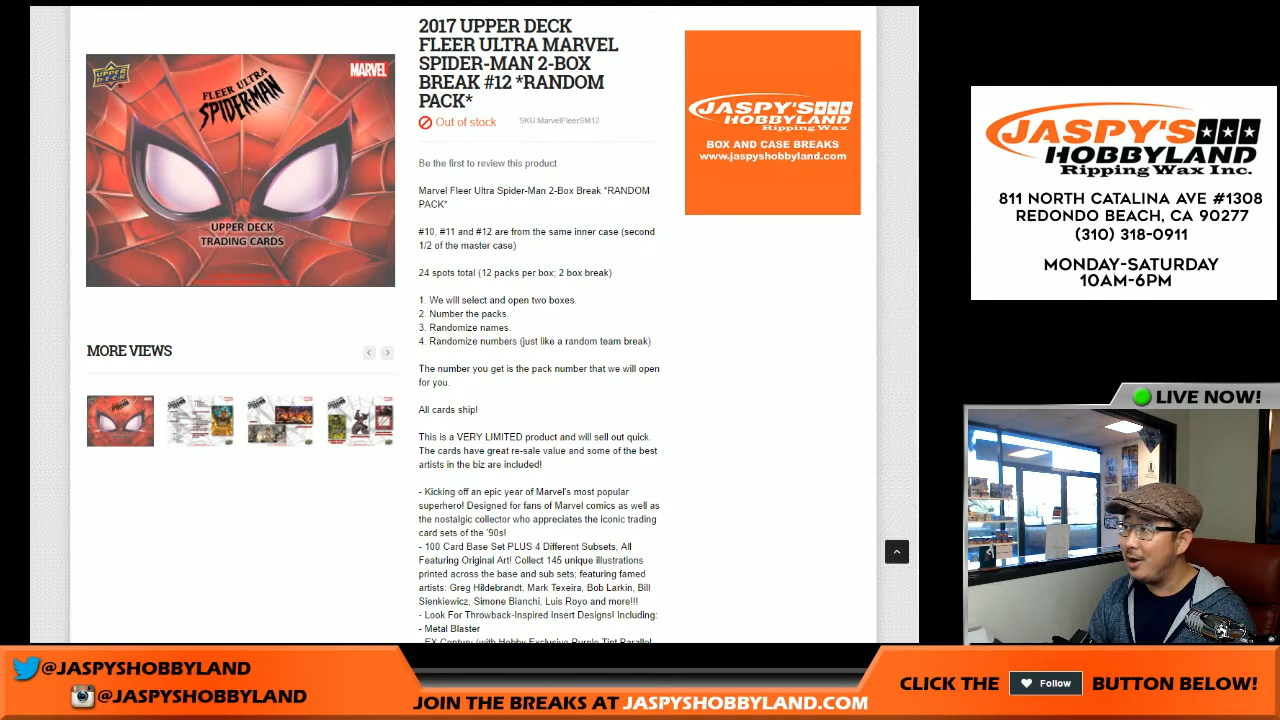 2017 UPPER DECK
FLEER ULTRA MARVEL
SPIDER-MAN 2-BOX
BREAK #12 *RANDOM
PACK*
Out of stock
SKU:MarvelFleerSM12
Be the first to review this product
Marvel Fleer Ultra Spider-Man 2-Box Break *RANDOM
PACK*
#10, #11 and #12 are from the same inner case (second
1/2 of the master case)
24 spots total (12 packs per box; 2 box break)
1. We will select and open two boxes.
2. Number the packs.
3. Randomize names.
4. Randomize numbers (just like a random team break)
The number you get is the pack number that we will open
for you.
All cards ship!
This is a VERY LIMITED product and will sell out quick.
The cards have great re-sale value and some of the best
artists in the biz are included!
- Kicking off an epic year of Marvel's most popular
superhero! Designed for fans of Marvel comics as well as
the nostalgic collector who appreciates the iconic trading
card sets of the '90s!
- 100 Card Base Set PLUS 4 Different Subsets, All
Featuring Original Art! Collect 145 unique illustrations
printed across the base and sub sets; featuring famed
artists: Greg Hildebrandt, Mark Texeira, Bob Larkin, Bill
Sienkiewicz, Simone Bianchi, Luis Royo and more!!!
- Look For Throwback-Inspired Insert Designs! Including:
- Metal Blaster
- EX Century (with Hobby Exclusive Purple Tint Parallel
UPPER DECK
MARVEL
FLEER ULTRA
SPIDER-MAN
UPPER DECK
TRADING CARDS
MORE VIEWS
JASPY'S
HOBBYLAND
Ripping Wax
BOX AND CASE BREAKS
www.jaspyshobbyland.com
JASPY'S
HOBBYLAND
Ripping Wax Inc.
811 NORTH CATALINA AVE #1308
REDONDO BEACH, CA 90277
(310) 318-0911
MONDAY-SATURDAY
10AM-6PM
LIVE NOW!
@JASPYSHOBBYLAND
@JASPYSHOBBYLAND
JOIN THE BREAKS AT JASPYSHOBBYLAND.COM
CLICK THE Follow BUTTON BELOW!